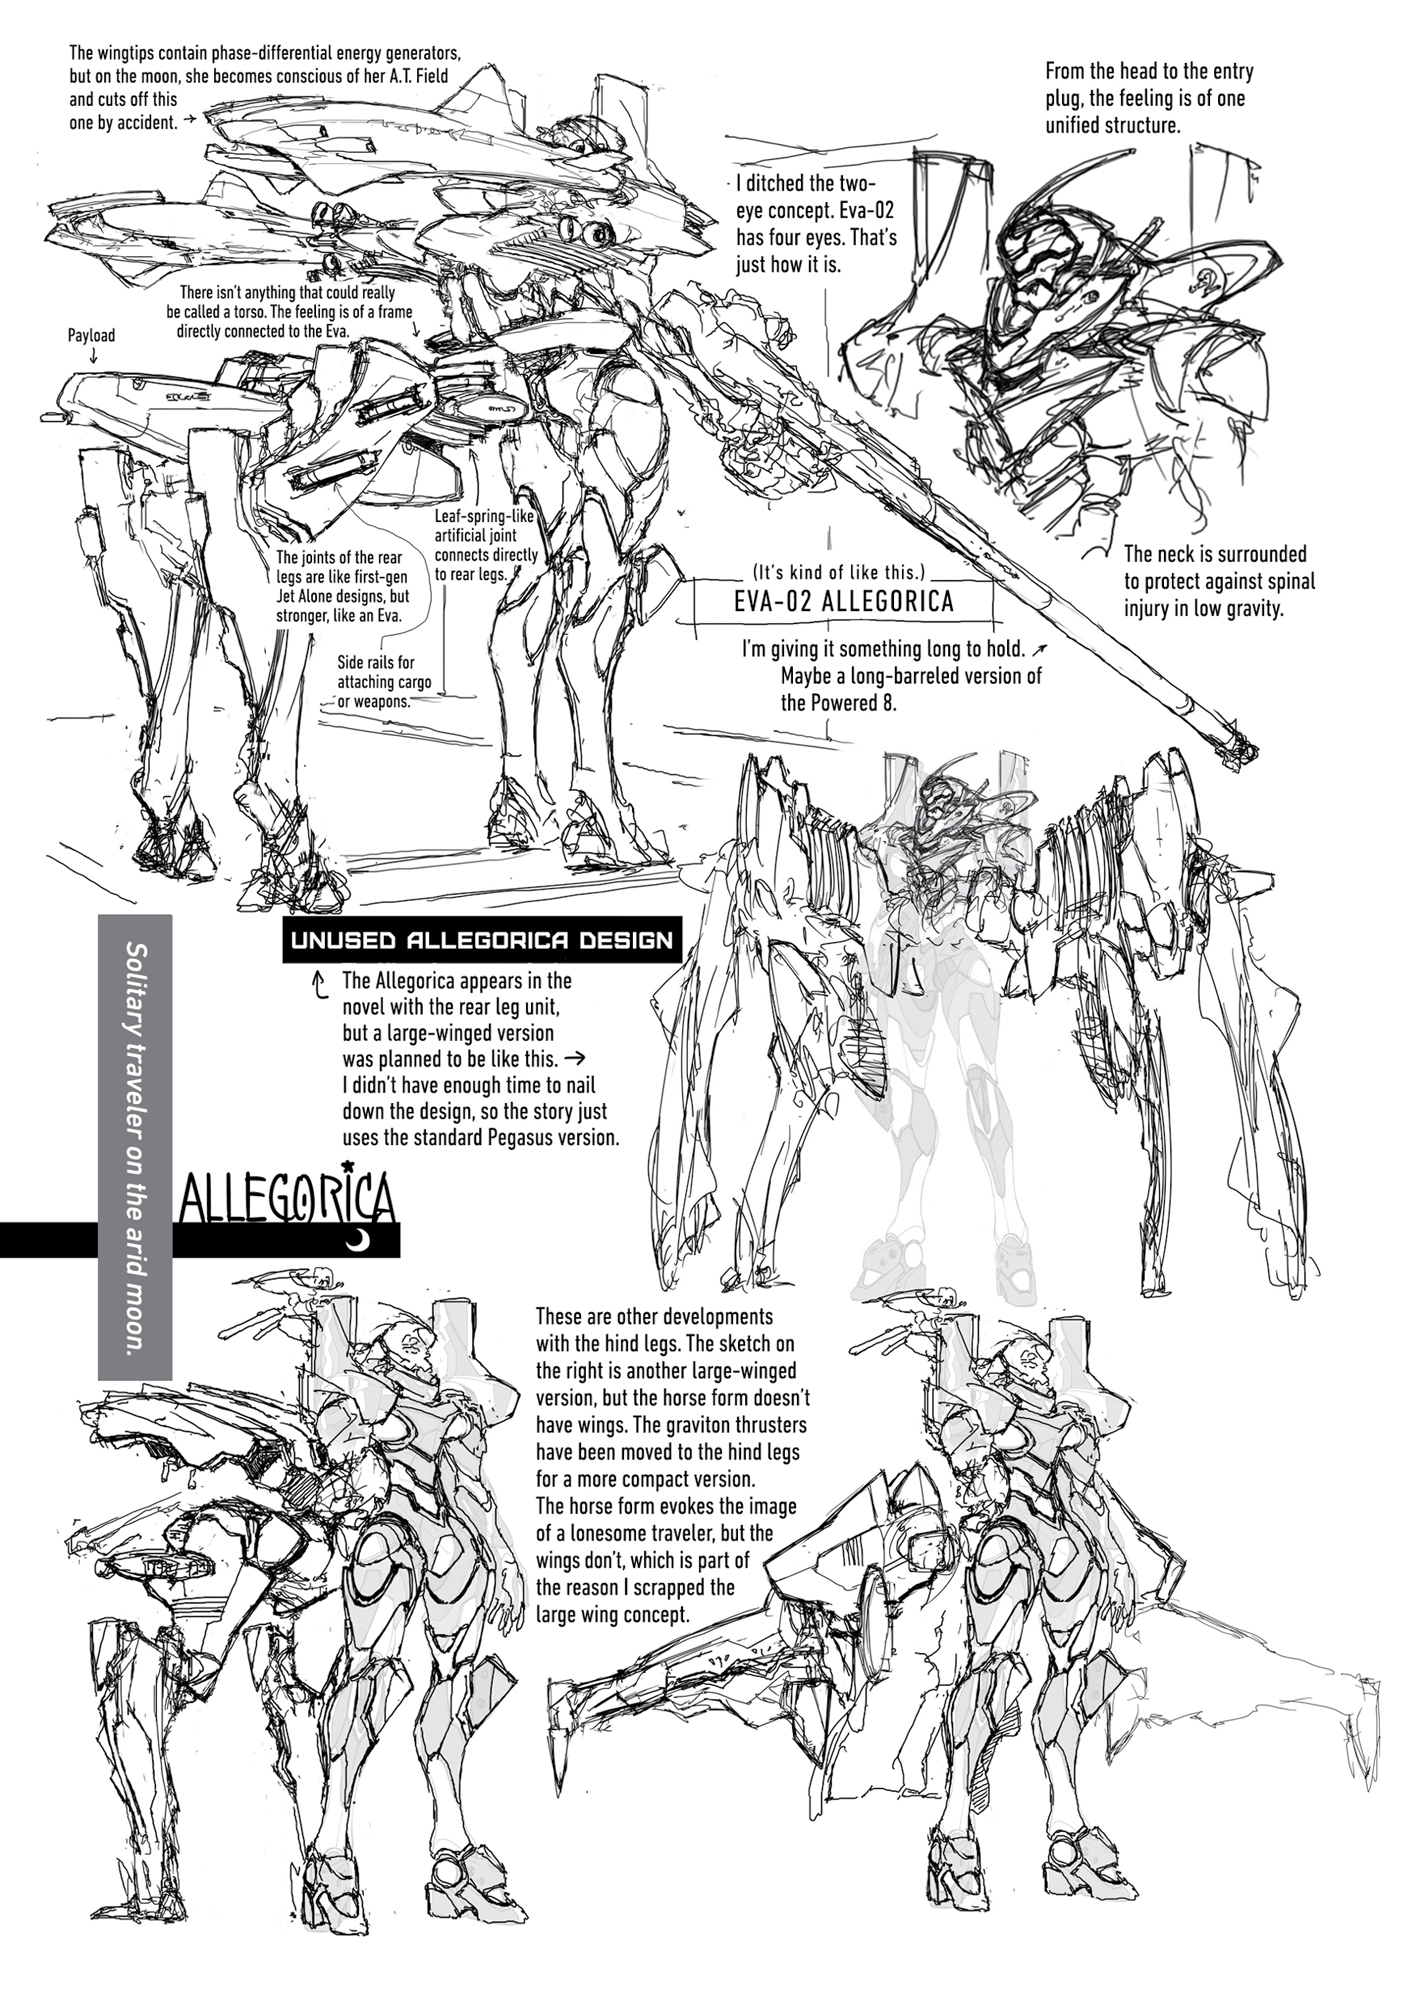 The wingtips contain phase-differential energy generators,
but on the moon, she becomes conscious of her A.T. Field
and cuts off this
one by accident. →
From the head to the entry
plug, the feeling is of one
unified structure.
I ditched the two-
eye concept. Eva-02
has four eyes. That's
just how it is.
There isn't anything that could really
be called a torso. The feeling is of a frame
directly connected to the Eva.
Payload
Leaf-spring-like
artificial joint
connects directly
to rear legs.
The joints of the rear
legs are like first-gen
Jet Alone designs, but
stronger, like an Eva.
Side rails for
attaching cargo
or weapons.
The neck is surrounded
to protect against spinal
injury in low gravity.
(It's kind of like this.)
EVA-02 ALLEGORICA
I'm giving it something long to hold.
Maybe a long-barreled version of
the Powered 8.
UNUSED ALLEGORICA DESIGN
The Allegorica appears in the
novel with the rear leg unit,
but a large-winged version
was planned to be like this. →
I didn't have enough time to nail
down the design, so the story just
uses the standard Pegasus version.
Solitary traveler on the arid moon.
ALLEGORICA
These are other developments
with the hind legs. The sketch on
the right is another large-winged
version, but the horse form doesn't
have wings. The graviton thrusters
have been moved to the hind legs
for a more compact version.
The horse form evokes the image
of a lonesome traveler, but the
wings don't, which is part of
the reason I scrapped the
large wing concept.